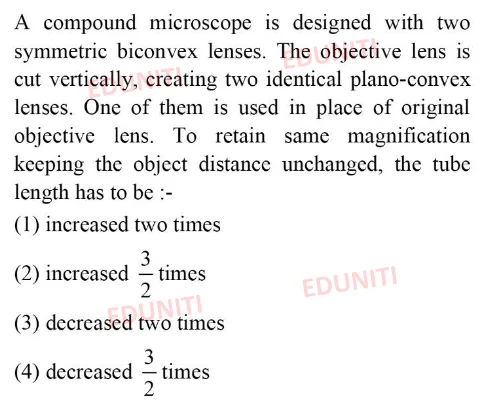 A compound microscope is designed with two
symmetric biconvex lenses. The objective lens is
cut vertically, creating two identical plano-convex
lenses. One of them is used in place of original
objective lens. To retain same magnification
keeping the object distance unchanged, the tube
length has to be :-
(1) increased two times
(2) increased 3/2 times
(3) decreased two times
(4) decreased 3/2 times
EDUNITI
EDUNITI
EDUNITI
EDUNITI